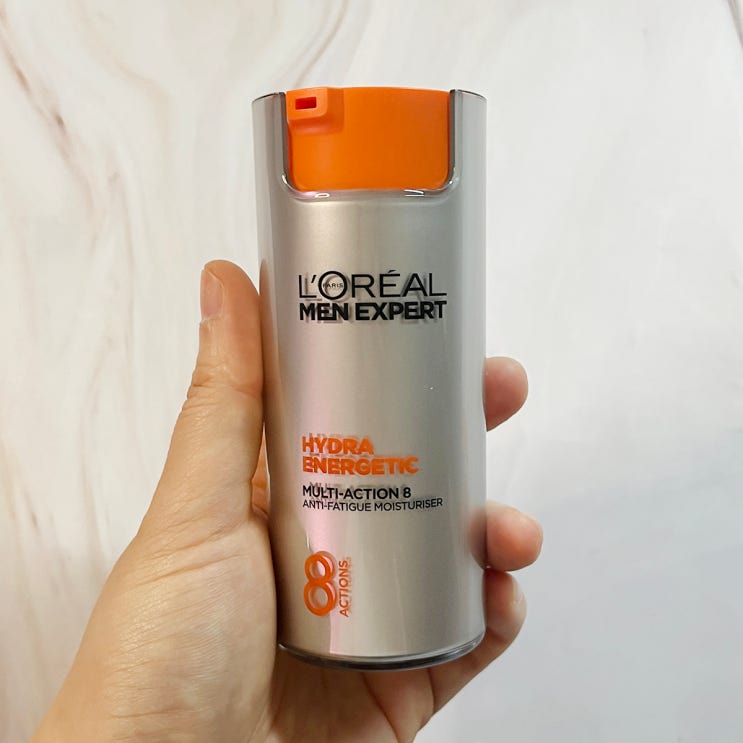 L'ORÉAL
PARIS
MEN EXPERT
HYDRA
ENERGETIC
MULTI-ACTION 8
ANTI-FATIGUE MOISTURISER
8
ACTIONS